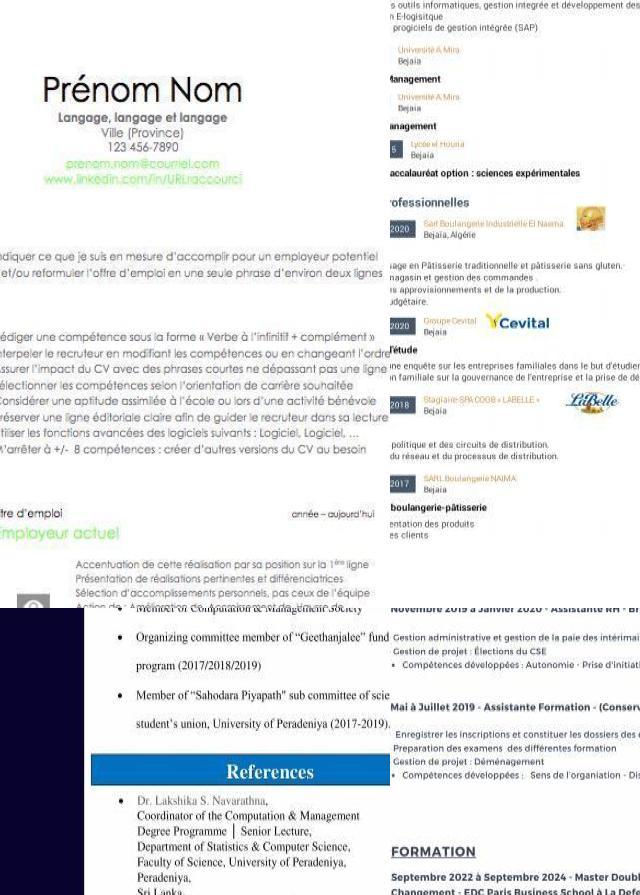 Prénom Nom
Langage, langage et langage
Ville (Province)
123 456-7890
prenom.nom@courriel.com
www.linkedin.com/in/URLraccourci
ndiquer ce que je suis en mesure d'accomplir pour un employeur potentiel
et/ou reformuler l'offre d'emploi en une seule phrase d'environ deux lignes
édiger une compétence sous la forme « Verbe à l'infinitif + complément »
nterpeler le recruteur en modifiant les compétences ou en changeant l'ordre
ssurer l'impact du CV avec des phrases courtes ne dépassant pas une ligne
électionner les compétences selon l'orientation de carrière souhaitée
Considérer une aptitude assimilée à l'école ou lors d'une activité bénévole
réserver une ligne éditoriale claire afin de guider le recruteur dans sa lecture
tiliser les fonctions avancées des logiciels suivants : Logiciel, Logiciel, ...
'arrêter à +/- 8 compétences : créer d'autres versions du CV au besoin
tre d'emploi année – aujourd'hui
mployeur actuel
Accentuation de cette réalisation par sa position sur la 1ère ligne
Présentation de réalisations pertinentes et différenciatrices
Sélection d'accomplissements personnels, pas ceux de l'équipe
s outils informatiques, gestion integrée et développement des
n E-logisitque
progiciels de gestion intégrée (SAP)
Université A.Mira
Bejaia
Management
Université A.Mira
Bejaia
anagement
5 Lycée el Houria
Bejaia
accalauréat option : sciences expérimentales
ofessionnelles
2020 Sarl Boulangerie Industrielle El Nasma
Bejaia, Algérie
age en Pâtisserie traditionnelle et pâtisserie sans gluten.
magasin et gestion des commandes .
s approvisionnements et de la production.
udgétaire.
2020 Groupe Cevital
Cevital
Bejaia
l'étude
ne enquête sur les entreprises familiales dans le but d'étudier
n familiale sur la gouvernance de l'entreprise et la prise de dé
2018 Stagiaire SPA COGB « LABELLE »
LaBelle
Bejaia
politique et des circuits de distribution.
du réseau et du processus de distribution.
2017 SARL Boulangerie NAIMA
Bejaia
boulangerie-pâtisserie
entation des produits
es clients
• Member of Computation & Management Society
• Organizing committee member of “Geethanjalee” fund
program (2017/2018/2019)
• Member of “Sahodara Piyapath" sub committee of scie
student’s union, University of Peradeniya (2017-2019).
References
• Dr. Lakshika S. Navarathna,
Coordinator of the Computation & Management
Degree Programme | Senior Lecture,
Department of Statistics & Computer Science,
Faculty of Science, University of Peradeniya,
Peradeniya,
Sri Lanka
Novembre 2019 à Janvier 2020 - Assistante RH - Br
Gestion administrative et gestion de la paie des intérimai
Gestion de projet : Élections du CSE
• Compétences développées : Autonomie - Prise d'initiati
Mai à Juillet 2019 - Assistante Formation - (Conserv
Enregistrer les inscriptions et constituer les dossiers des
Preparation des examens des différentes formation
Gestion de projet : Déménagement
• Compétences développées : Sens de l'organtion - Dis
FORMATION
Septembre 2022 à Septembre 2024 - Master Doubl
Changement - EDC Paris Business School À La Defe